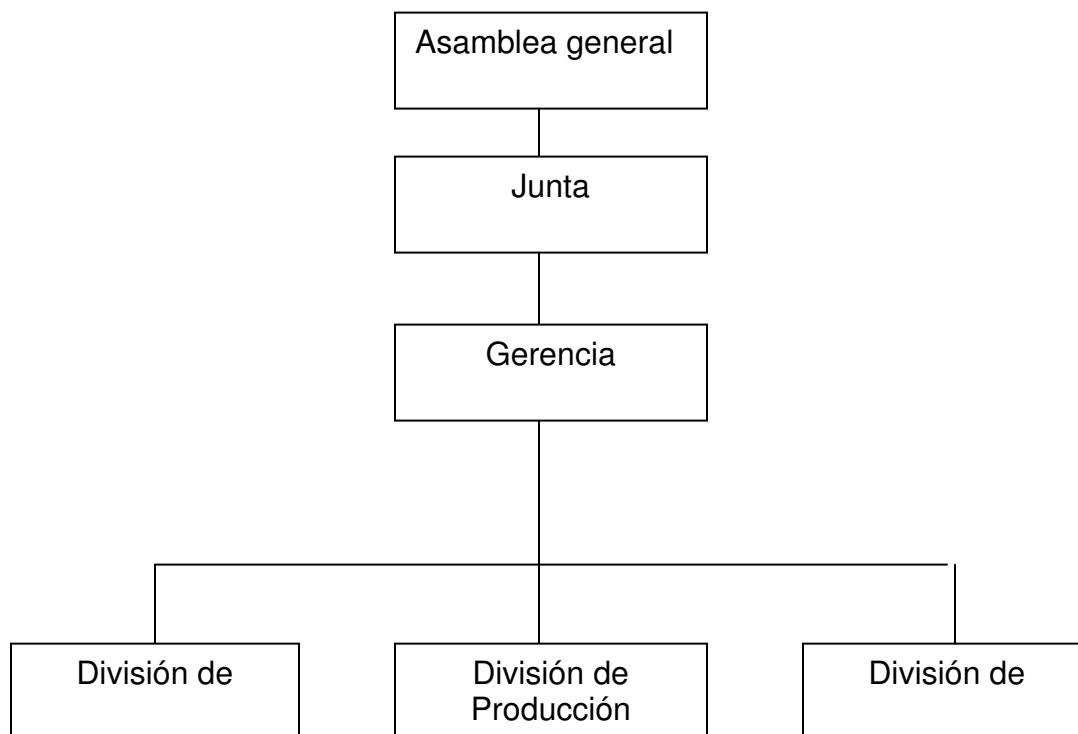 Asamblea general
Junta
Gerencia
División de
División de
Producción
División de